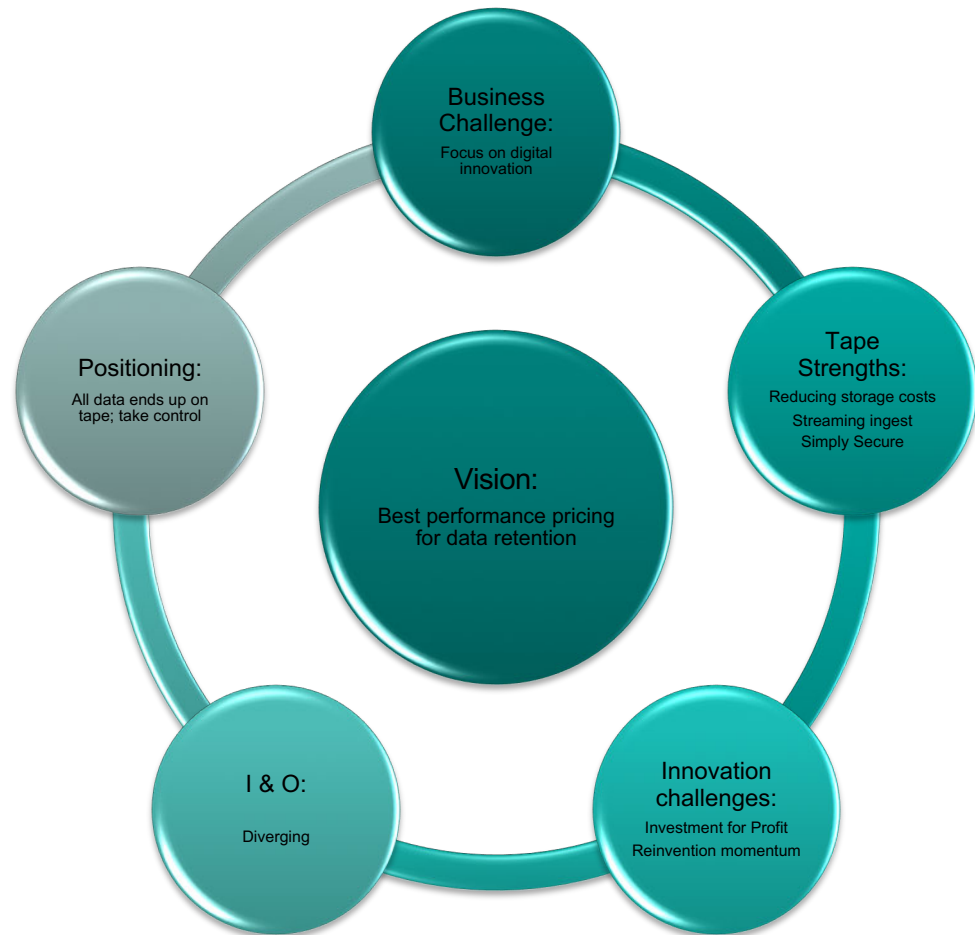 Business
Challenge:
Focus on digital
innovation
Tape
Strengths:
Reducing storage costs
Streaming ingest
Simply Secure
Innovation
challenges:
Investment for Profit
Reinvention momentum
I & O:
Diverging
Positioning:
All data ends up on
tape; take control
Vision:
Best performance pricing
for data retention